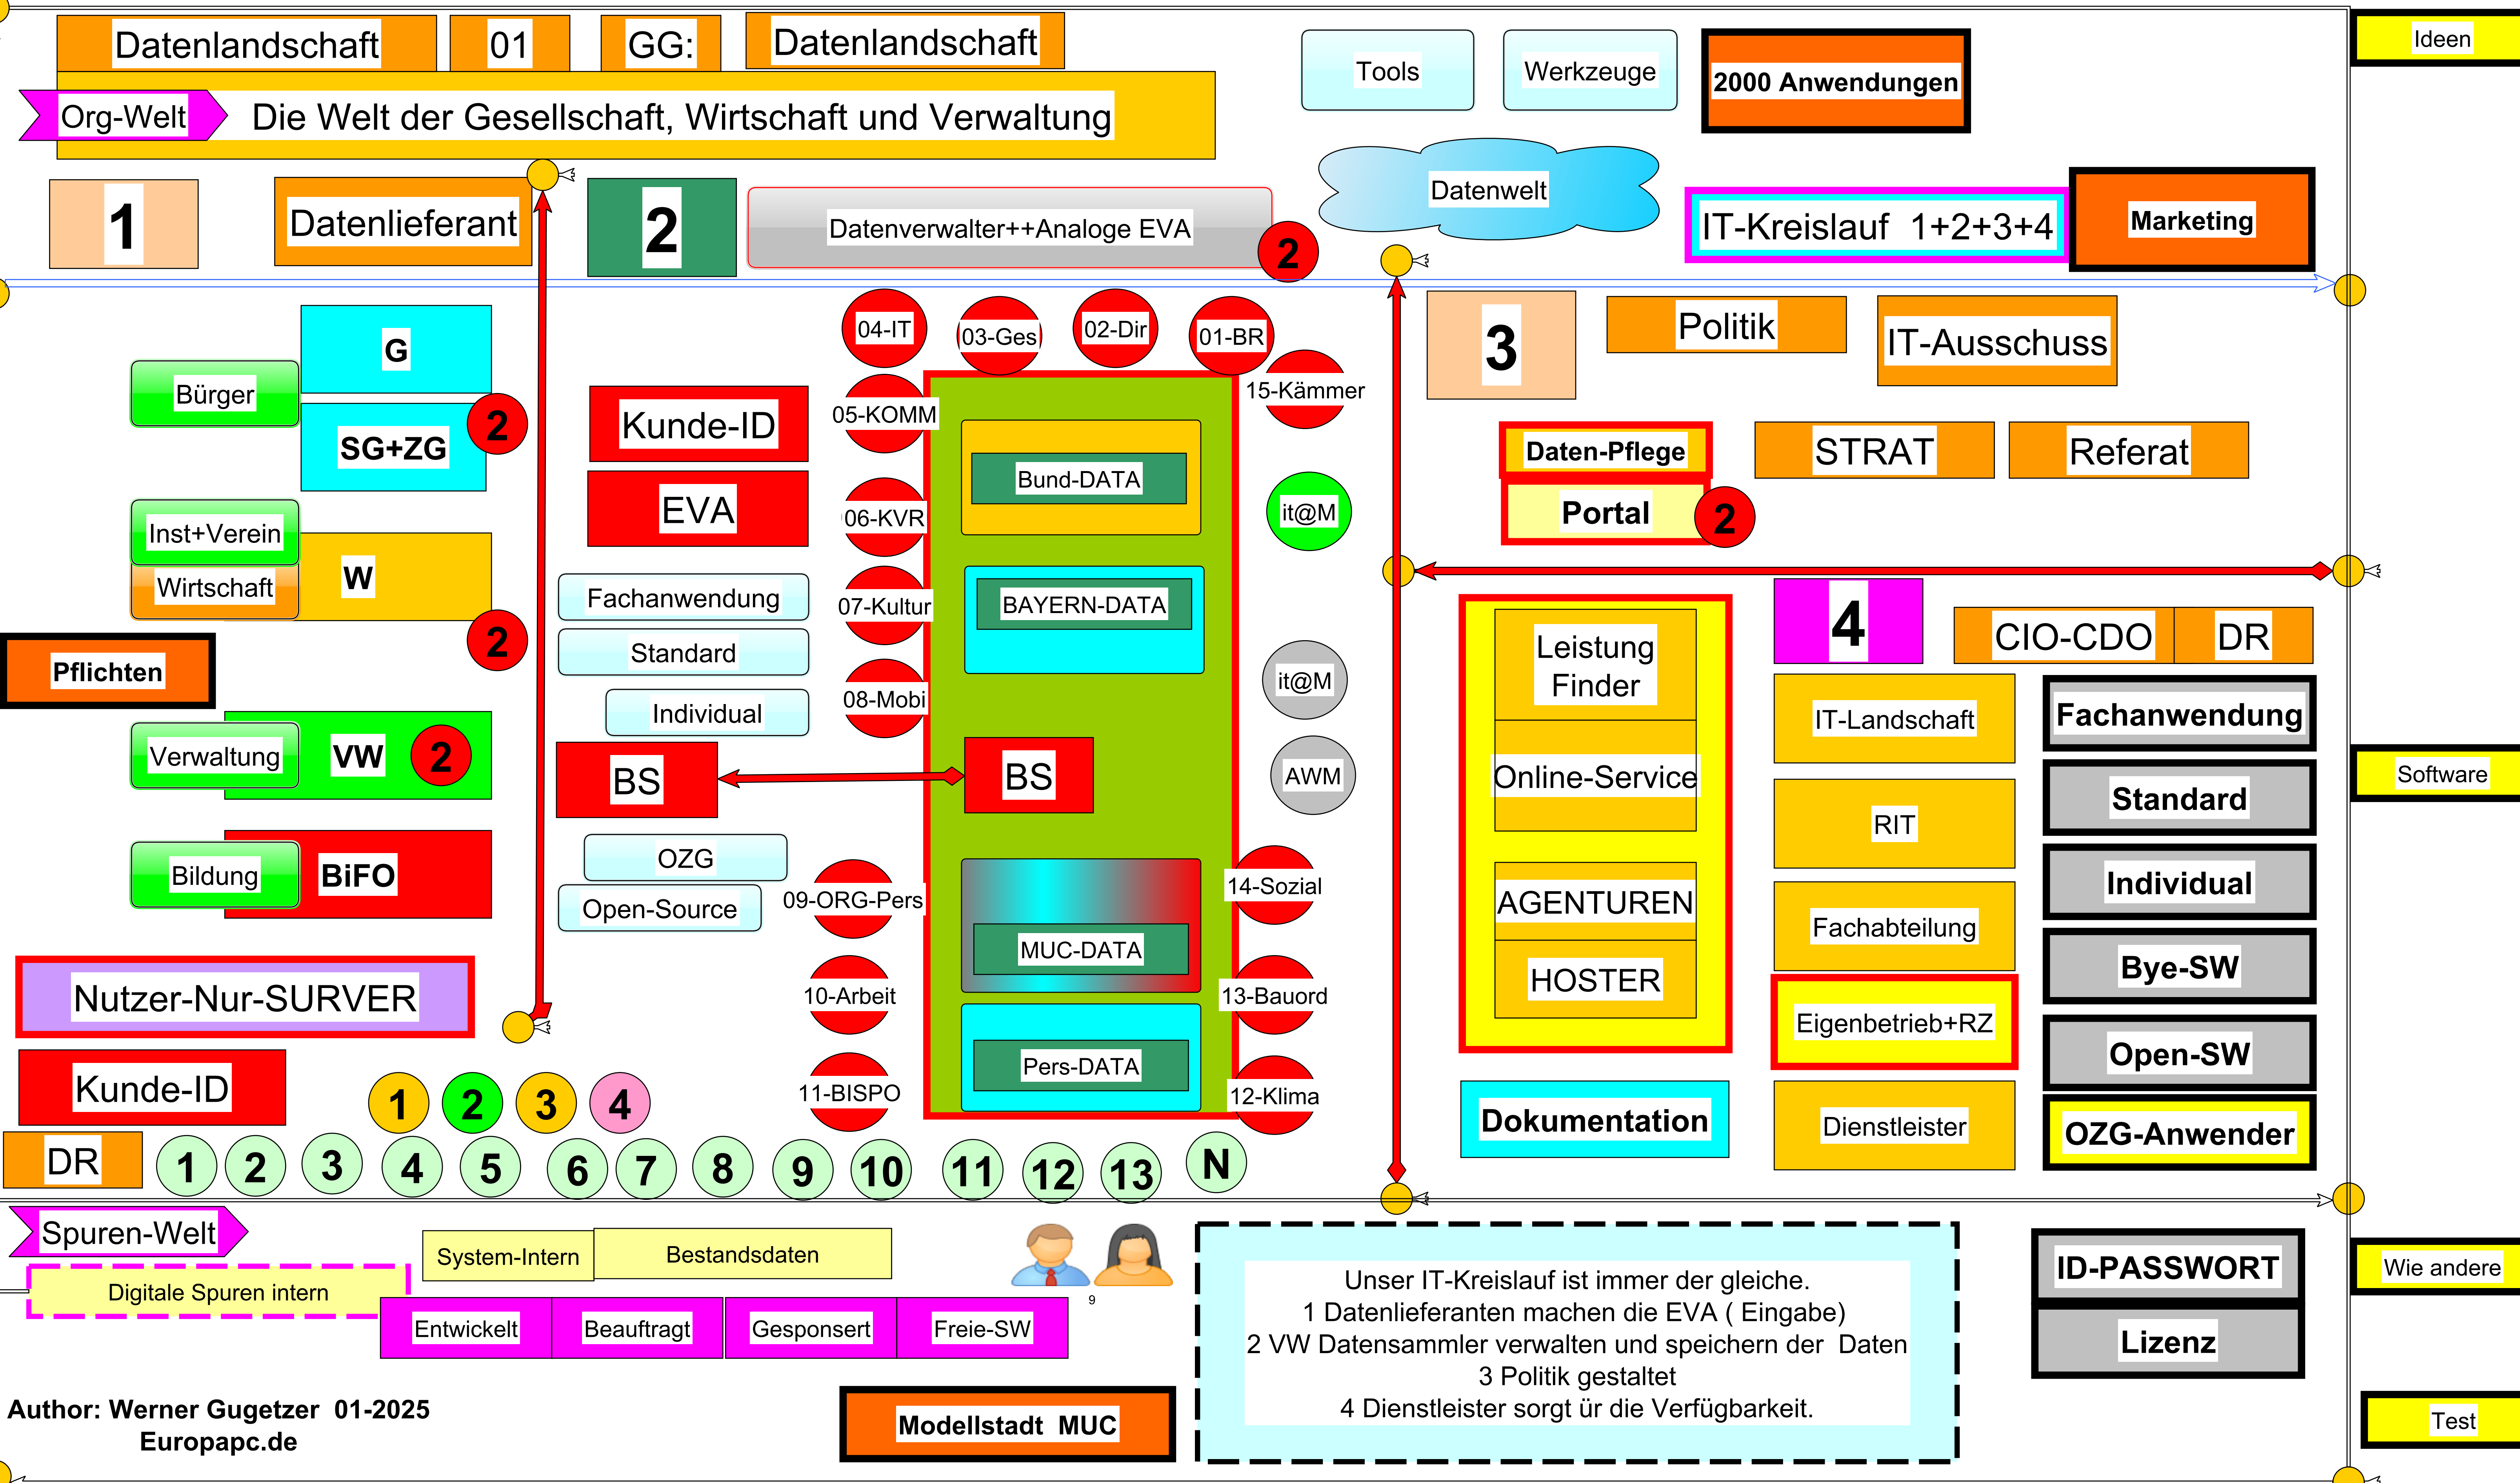 Datenlandschaft
01
GG:
Datenlandschaft
Tools
Werkzeuge
2000 Anwendungen
Ideen
Org-Welt
Die Welt der Gesellschaft, Wirtschaft und Verwaltung
Datenwelt
1
Datenlieferant
2
Datenverwalter++Analoge EVA
2
IT-Kreislauf 1+2+3+4
Marketing
G
Bürger
SG+ZG
2
Inst+Verein
Wirtschaft
W
2
Pflichten
Verwaltung
VW
2
Bildung
BiFO
Nutzer-Nur-SURVER
Kunde-ID
Kunde-ID
EVA
Fachanwendung
Standard
Individual
BS
OZG
Open-Source
04-IT
03-Ges
02-Dir
01-BR
15-Kämmer
05-KOMM
06-KVR
07-Kultur
08-Mobi
09-ORG-Pers
10-Arbeit
11-BISPO
Bund-DATA
BAYERN-DATA
BS
MUC-DATA
Pers-DATA
it@M
it@M
AWM
14-Sozial
13-Bauord
12-Klima
3
Politik
IT-Ausschuss
Daten-Pflege
STRAT
Referat
Portal
2
Leistung
Finder
Online-Service
AGENTUREN
HOSTER
Dokumentation
4
CIO-CDO
DR
IT-Landschaft
RIT
Fachabteilung
Eigenbetrieb+RZ
Dienstleister
Fachanwendung
Standard
Individual
Bye-SW
Open-SW
OZG-Anwender
Software
1
2
3
4
DR
1
2
3
4
5
6
7
8
9
10
11
12
13
N
Spuren-Welt
System-Intern
Bestandsdaten
Digitale Spuren intern
Entwickelt
Beauftragt
Gesponsert
Freie-SW
9
Unser IT-Kreislauf ist immer der gleiche.
1 Datenlieferanten machen die EVA ( Eingabe)
2 VW Datensammler verwalten und speichern der Daten
3 Politik gestaltet
4 Dienstleister sorgt ür die Verfügbarkeit.
ID-PASSWORT
Lizenz
Wie andere
Test
Author: Werner Gugetzer 01-2025
Europapc.de
Modellstadt MUC